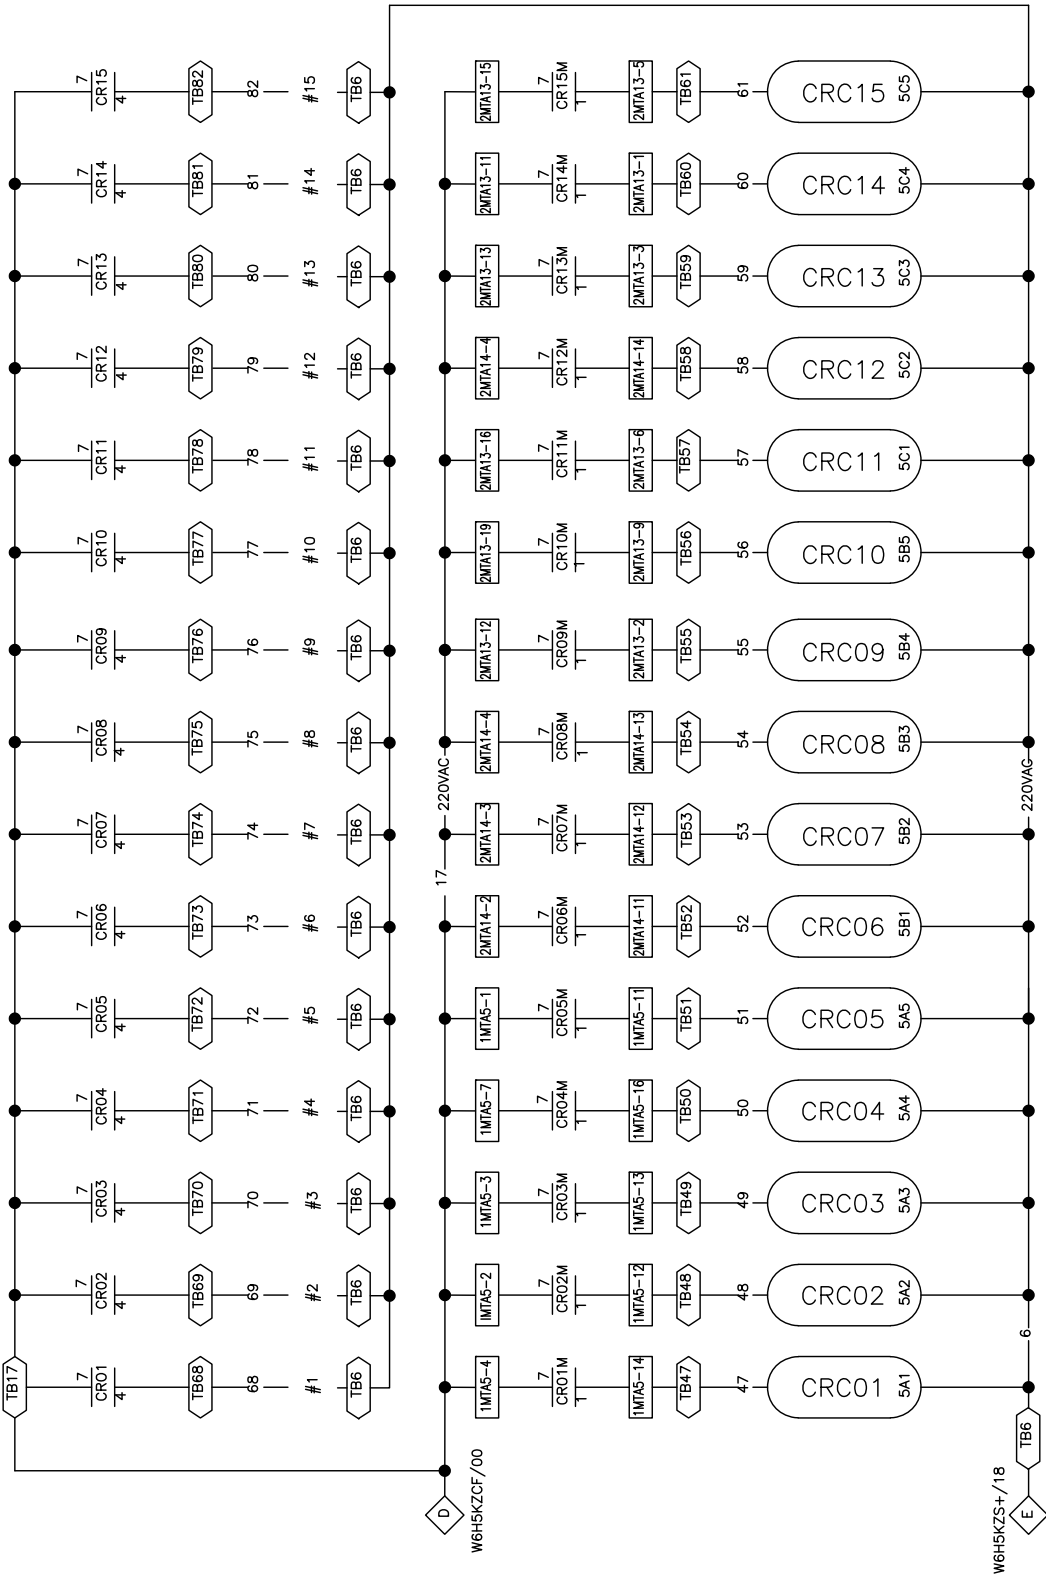 TB17
7 CR01 4 TB68 68 #1 TB6
7 CR02 4 TB69 69 #2 TB6
7 CR03 4 TB70 70 #3 TB6
7 CR04 4 TB71 71 #4 TB6
7 CR05 4 TB72 72 #5 TB6
7 CR06 4 TB73 73 #6 TB6
7 CR07 4 TB74 74 #7 TB6
7 CR08 4 TB75 75 #8 TB6
7 CR09 4 TB76 76 #9 TB6
7 CR10 4 TB77 77 #10 TB6
7 CR11 4 TB78 78 #11 TB6
7 CR12 4 TB79 79 #12 TB6
7 CR13 4 TB80 80 #13 TB6
7 CR14 4 TB81 81 #14 TB6
7 CR15 4 TB82 82 #15 TB6
D
W6H5KZCF/00
17 220VAC
1MTA5-4 7 CR01M 1 1MTA5-14 TB47 47 CRC01 5A1
1MTA5-2 7 CR02M 1 1MTA5-12 TB48 48 CRC02 5A2
1MTA5-3 7 CR03M 1 1MTA5-13 TB49 49 CRC03 5A3
1MTA5-7 7 CR04M 1 1MTA5-16 TB50 50 CRC04 5A4
1MTA5-1 7 CR05M 1 1MTA5-11 TB51 51 CRC05 5A5
2MTA14-2 7 CR06M 1 2MTA14-11 TB52 52 CRC06 5B1
2MTA14-3 7 CR07M 1 2MTA14-12 TB53 53 CRC07 5B2
2MTA14-4 7 CR08M 1 2MTA14-13 TB54 54 CRC08 5B3
2MTA13-12 7 CR09M 1 2MTA13-2 TB55 55 CRC09 5B4
2MTA13-19 7 CR10M 1 2MTA13-9 TB56 56 CRC10 5B5
2MTA13-16 7 CR11M 1 2MTA13-6 TB57 57 CRC11 5C1
2MTA14-4 7 CR12M 1 2MTA14-14 TB58 58 CRC12 5C2
2MTA13-13 7 CR13M 1 2MTA13-3 TB59 59 CRC13 5C3
2MTA13-11 7 CR14M 1 2MTA13-1 TB60 60 CRC14 5C4
2MTA13-15 7 CR15M 1 2MTA13-5 TB61 61 CRC15 5C5
W6H5KZS+/18
E
TB6 6 220VAC